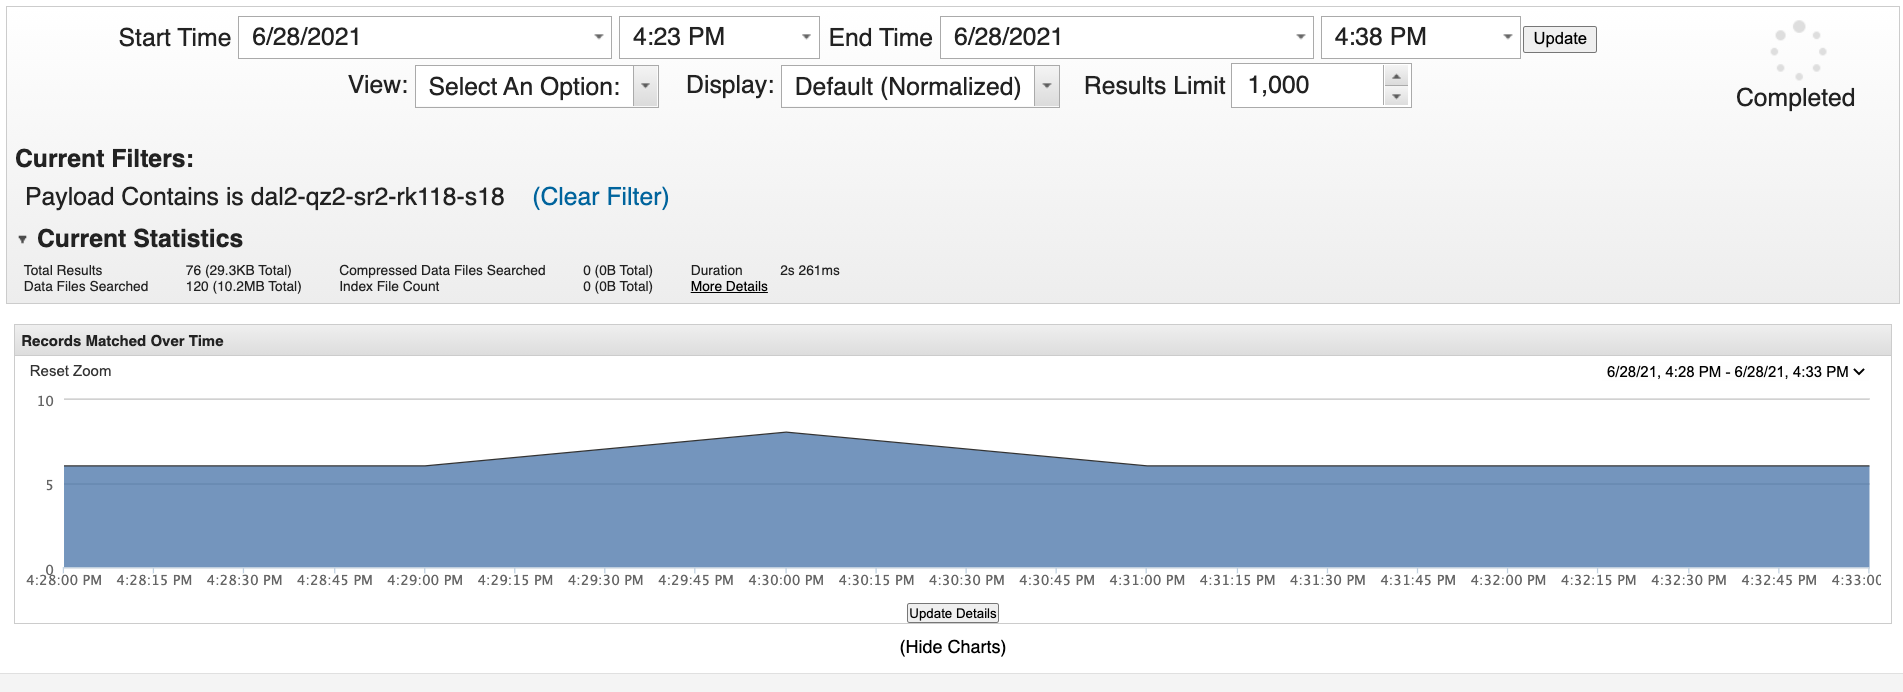 Start Time 6/28/2021 4:23 PM End Time 6/28/2021 4:38 PM Update
View: Select An Option: Display: Default (Normalized) Results Limit 1,000
Completed
Current Filters:
Payload Contains is dal2-qz2-sr2-rk118-s18 (Clear Filter)
Current Statistics
Total Results 76 (29.3KB Total) Compressed Data Files Searched 0 (0B Total) Duration 2s 261ms
Data Files Searched 120 (10.2MB Total) Index File Count 0 (0B Total) More Details
Records Matched Over Time
Reset Zoom 6/28/21, 4:28 PM - 6/28/21, 4:33 PM
10
5
0
4:28:00 PM 4:28:15 PM 4:28:30 PM 4:28:45 PM 4:29:00 PM 4:29:15 PM 4:29:30 PM 4:29:45 PM 4:30:00 PM 4:30:15 PM 4:30:30 PM 4:30:45 PM 4:31:00 PM 4:31:15 PM 4:31:30 PM 4:31:45 PM 4:32:00 PM 4:32:15 PM 4:32:30 PM 4:32:45 PM 4:33:00
Update Details
(Hide Charts)